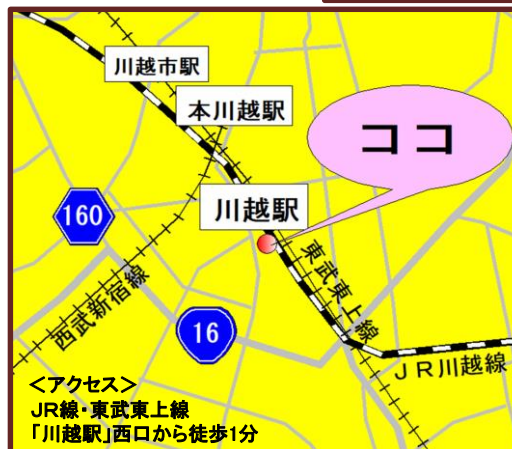 川越市駅
本川越駅
ココ
川越駅
160
東武東上線
西武新宿線
16
JR川越線
＜アクセス＞
JR線・東武東上線
「川越駅」西口から徒歩1分